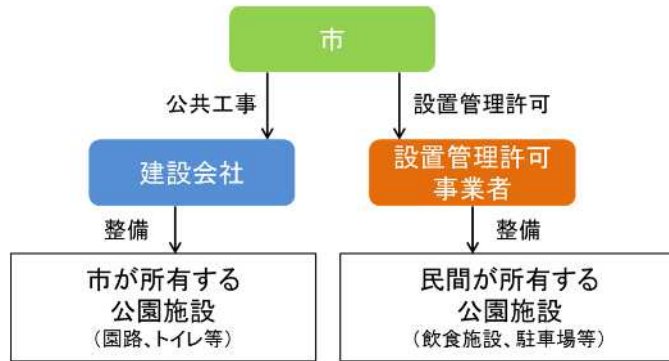 市
公共工事
設置管理許可
建設会社
設置管理許可
事業者
整備
整備
市が所有する
公園施設
(園路、トイレ等)
民間が所有する
公園施設
(飲食施設、駐車場等)